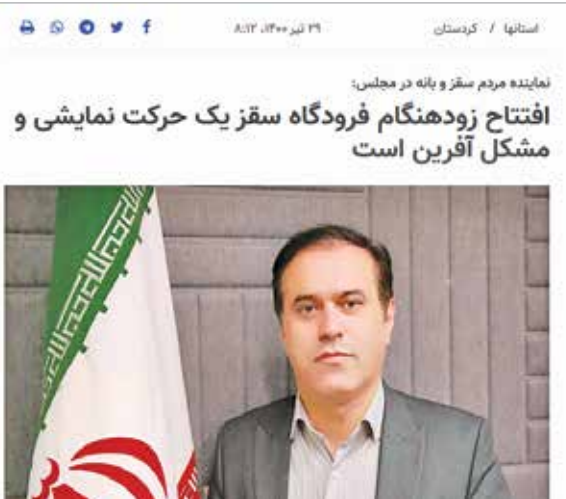 استانها / کردستان
۲۹ تیر ۱۴۰۰، ۸:۱۲
نماینده مردم سقز و بانه در مجلس:
افتتاح زودهنگام فرودگاه سقز یک حرکت نمایشی و
مشکل آفرین است